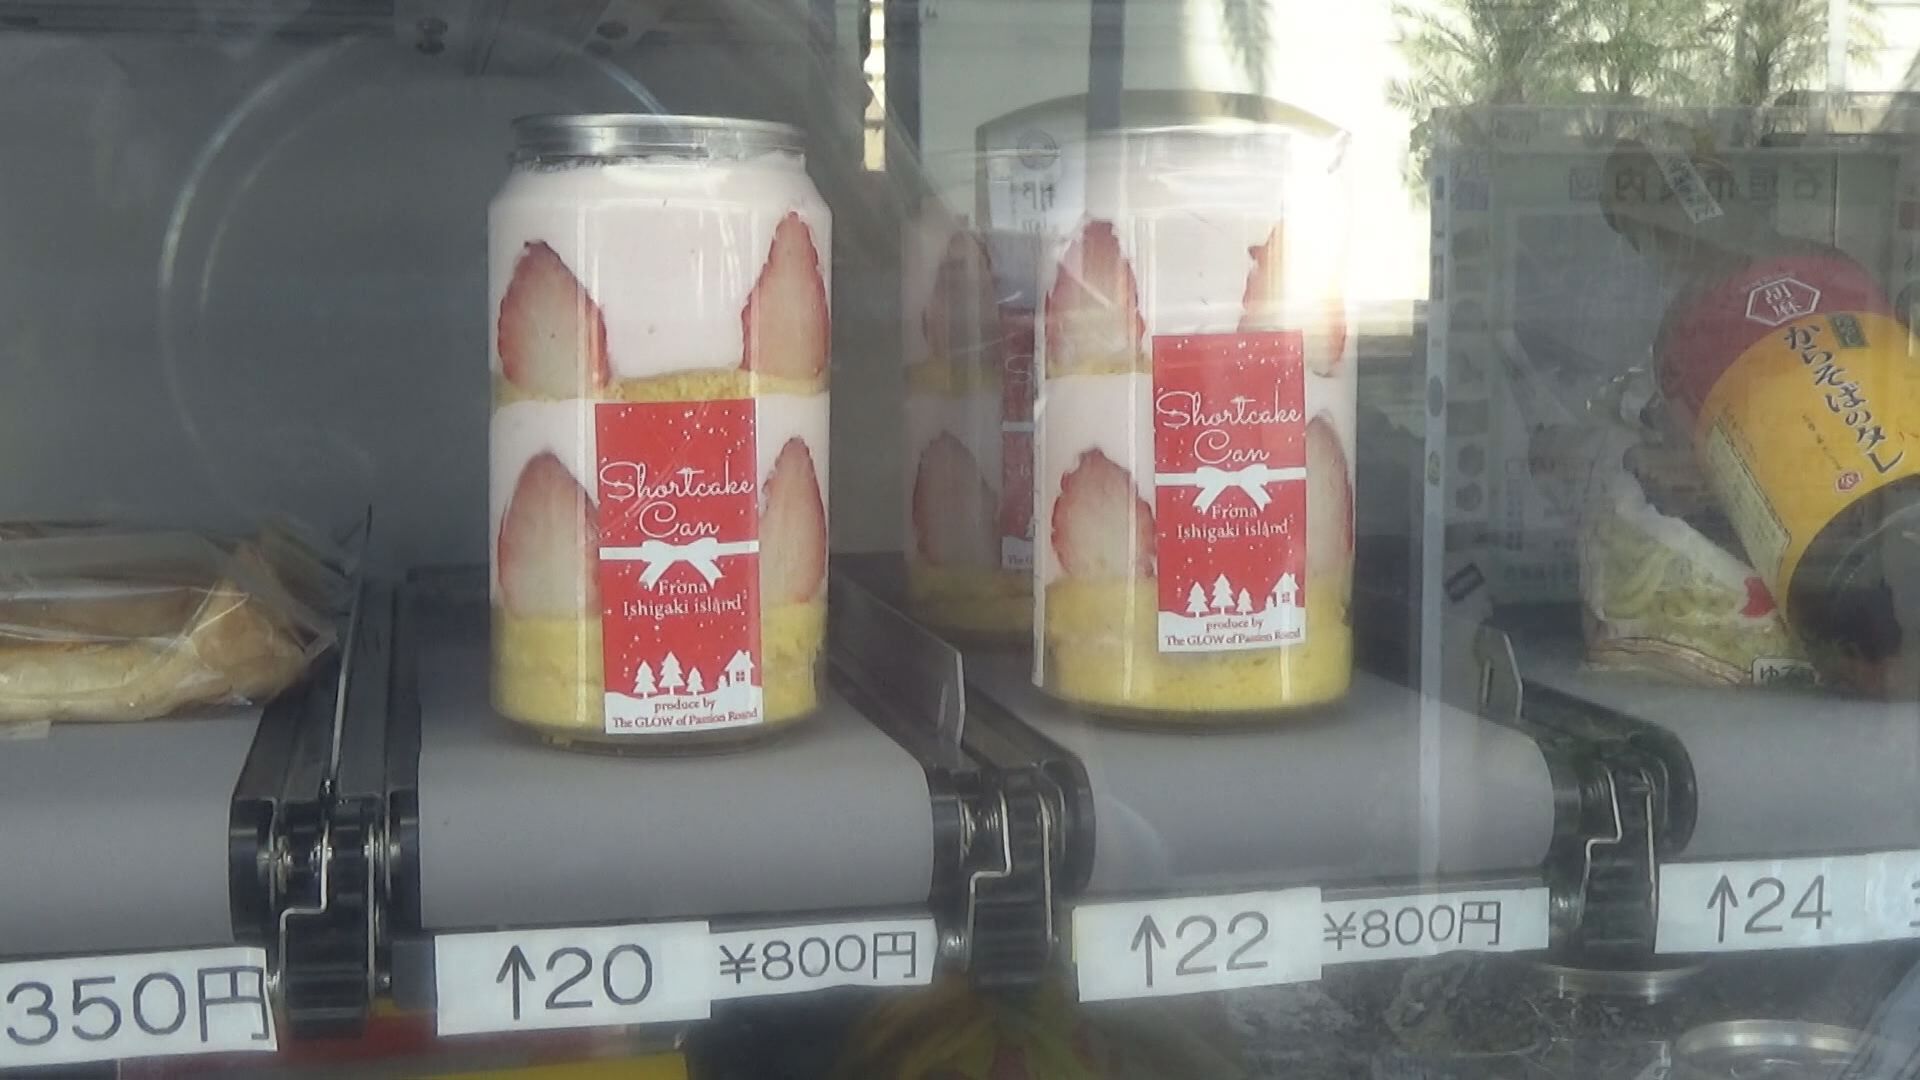 Shortcake
Can
Frona
Ishigaki island
produce by
The GLOW of Passion Round
Shortcake
Can
Frona
Ishigaki island
produce by
The GLOW of Passion Round
胡麻
からそばのタレ
350円
↑20
¥800円
↑22
¥800円
↑24